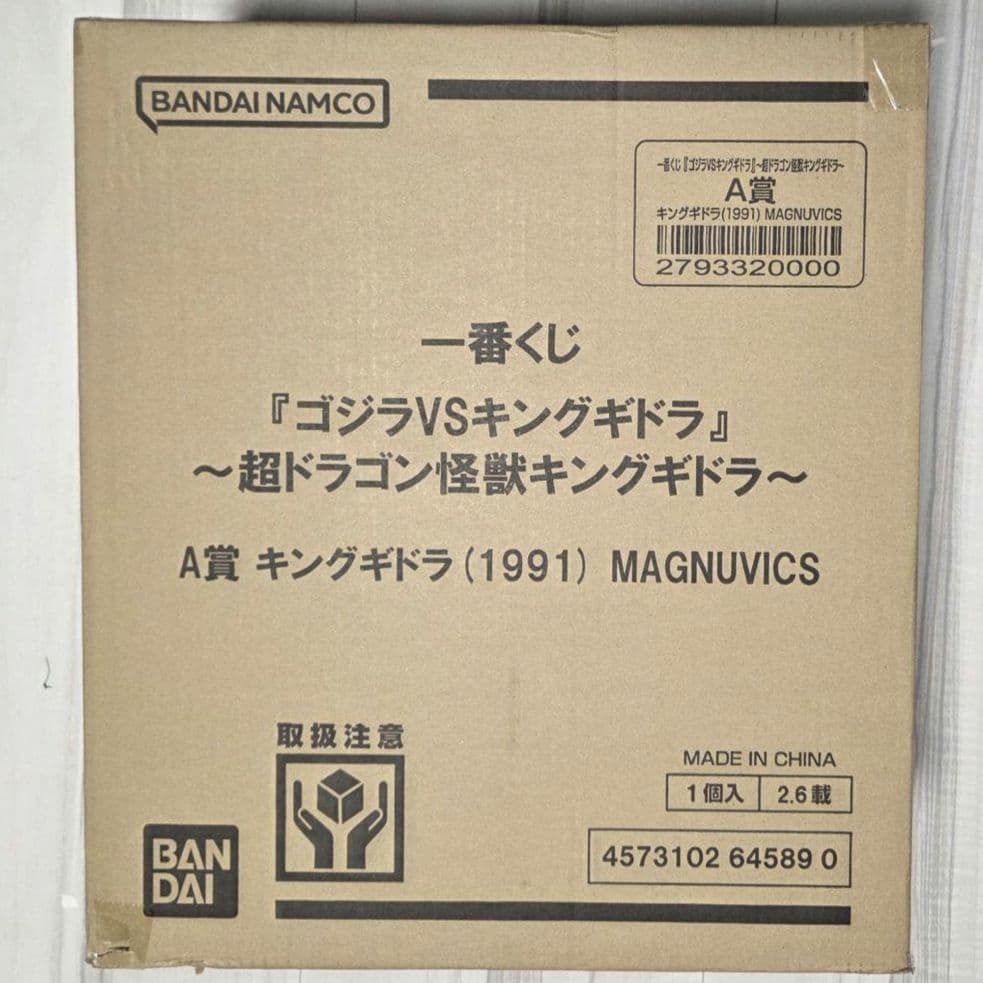 BANDAI NAMCO
一番くじ『ゴジラVSキングギドラ』~超ドラゴン怪獣キングギドラ~
A賞
キングギドラ(1991) MAGNUVICS
2793320000
一番くじ
『ゴジラVSキングギドラ』
~超ドラゴン怪獣キングギドラ~
A賞 キングギドラ(1991) MAGNUVICS
取扱注意
MADE IN CHINA
1個入 2.6載
4573102 64589 0
BAN
DAI